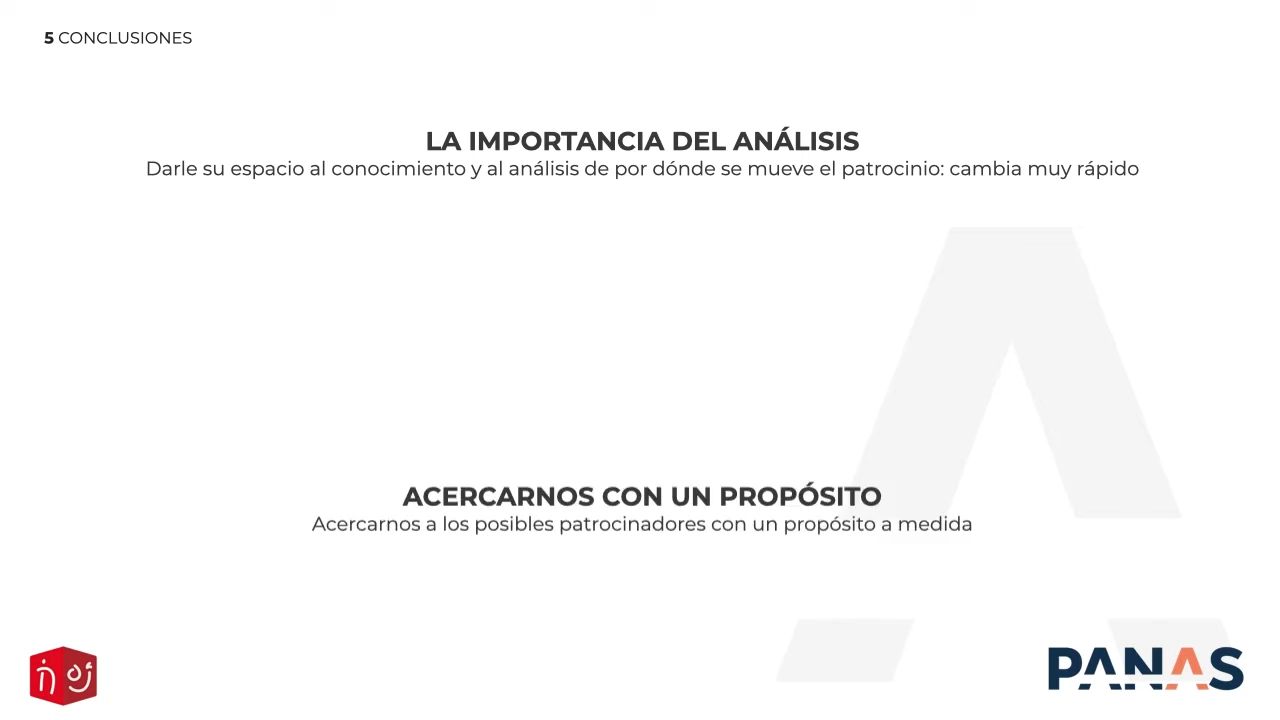 5 CONCLUSIONES
LA IMPORTANCIA DEL ANÁLISIS
Darle su espacio al conocimiento y al análisis de por dónde se mueve el patrocinio: cambia muy rápido
ACERCARNOS CON UN PROPÓSITO
Acercarnos a los posibles patrocinadores con un propósito a medida
PANAS